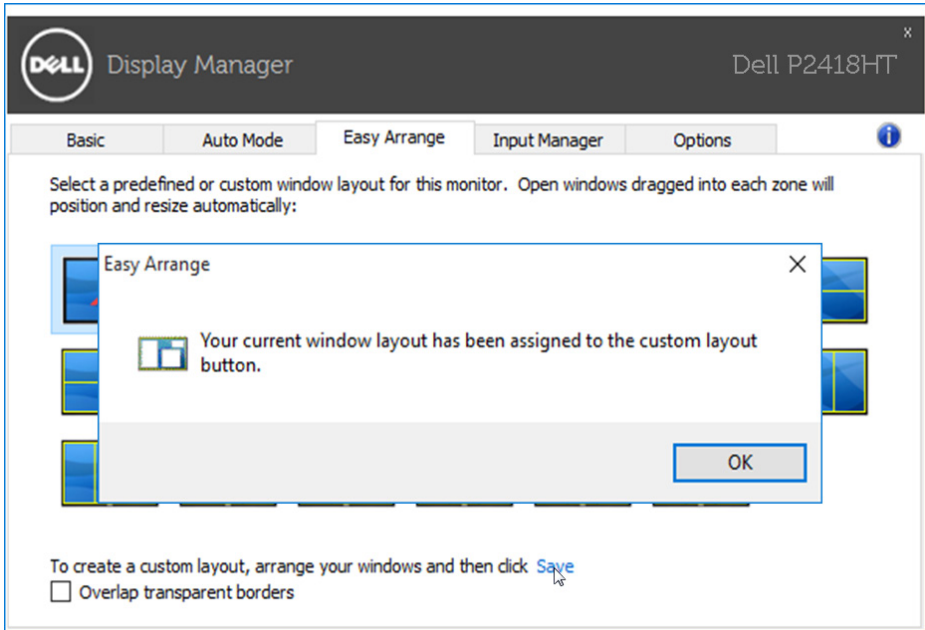 DELL
Display Manager
Dell P2418HT
x
Basic
Auto Mode
Easy Arrange
Input Manager
Options
i
Select a predefined or custom window layout for this monitor.  Open windows dragged into each zone will
position and resize automatically:
Easy Arrange
Your current window layout has been assigned to the custom layout
button.
OK
To create a custom layout, arrange your windows and then click Save
Overlap transparent borders